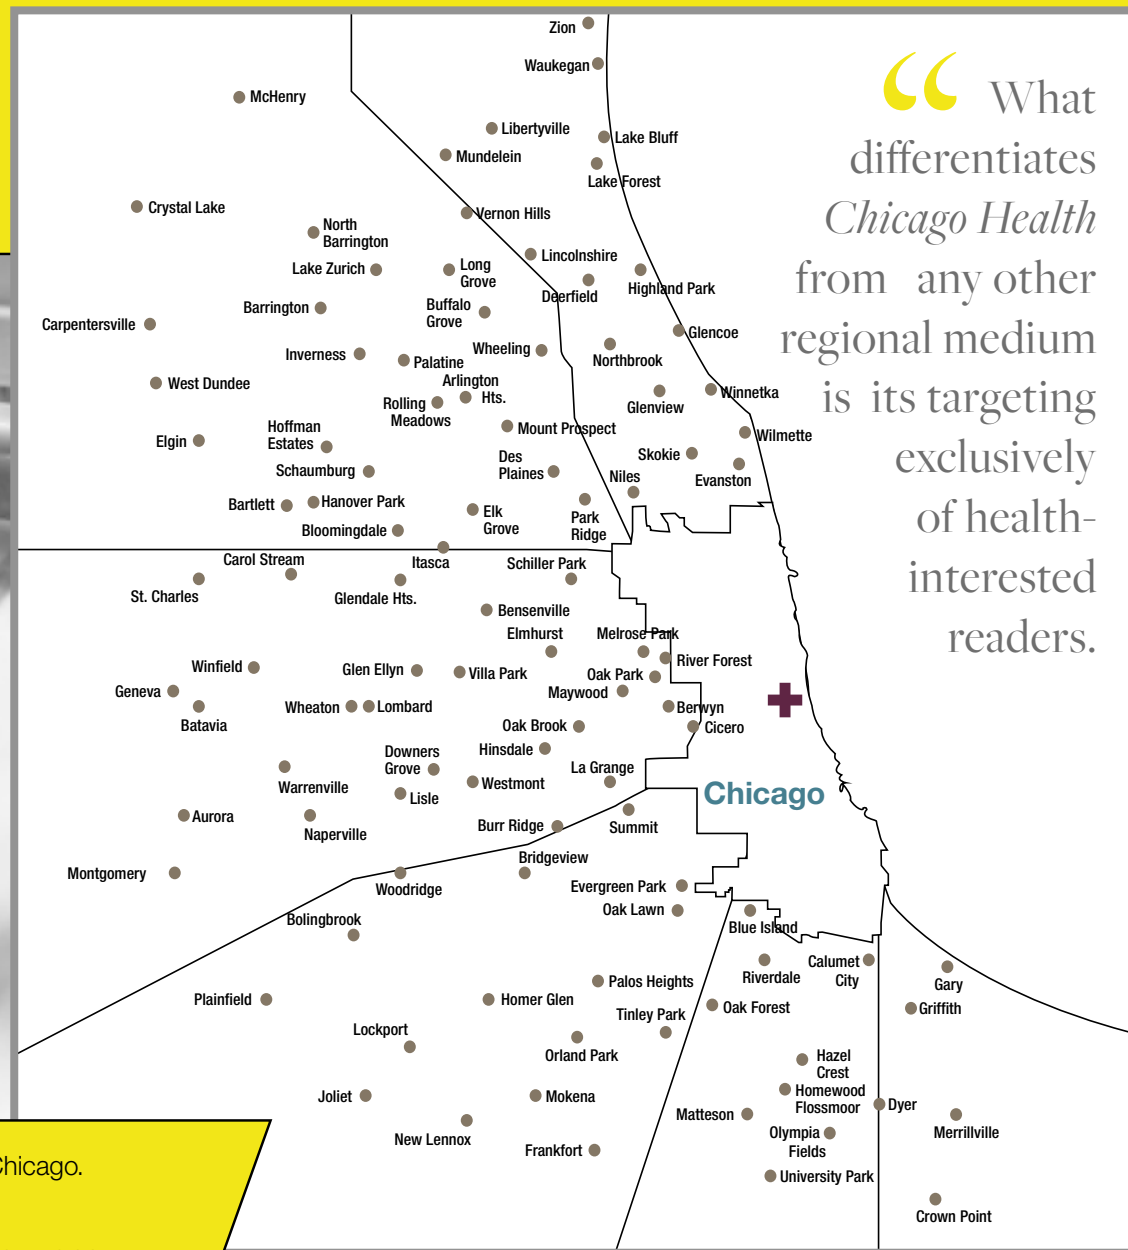 Zion
Waukegan
McHenry
Libertyville
Lake Bluff
Mundelein
Lake Forest
Crystal Lake
Vernon Hills
North
Barrington
Lincolnshire
Lake Zurich
Long
Grove
Deerfield
Highland Park
Barrington
Buffalo
Grove
Carpentersville
Glencoe
Inverness
Palatine
Wheeling
Northbrook
West Dundee
Arlington
Hts.
Rolling
Meadows
Glenview
Winnetka
Hoffman
Estates
Mount Prospect
Wilmette
Elgin
Schaumburg
Des
Plaines
Skokie
Evanston
Niles
Bartlett
Hanover Park
Elk
Grove
Park
Ridge
Bloomingdale
Itasca
Carol Stream
Schiller Park
St. Charles
Glendale Hts.
Bensenville
Elmhurst
Melrose Park
River Forest
Winfield
Glen Ellyn
Villa Park
Oak Park
Geneva
Maywood
Batavia
Wheaton
Lombard
Berwyn
Oak Brook
Cicero
Hinsdale
Downers
Grove
La Grange
Warrenville
Westmont
Lisle
Chicago
Aurora
Naperville
Burr Ridge
Summit
Montgomery
Bridgeview
Woodridge
Evergreen Park
Oak Lawn
Bolingbrook
Blue Island
Calumet
City
Riverdale
Gary
Plainfield
Homer Glen
Palos Heights
Oak Forest
Griffith
Tinley Park
Lockport
Orland Park
Hazel
Crest
Joliet
Mokena
Homewood
Flossmoor
Dyer
Matteson
Merrillville
New Lennox
Frankfort
Olympia
Fields
University Park
Crown Point
“ What
differentiates
Chicago Health
from any other
regional medium
is its targeting
exclusively
of health-
interested
readers.
Chicago.